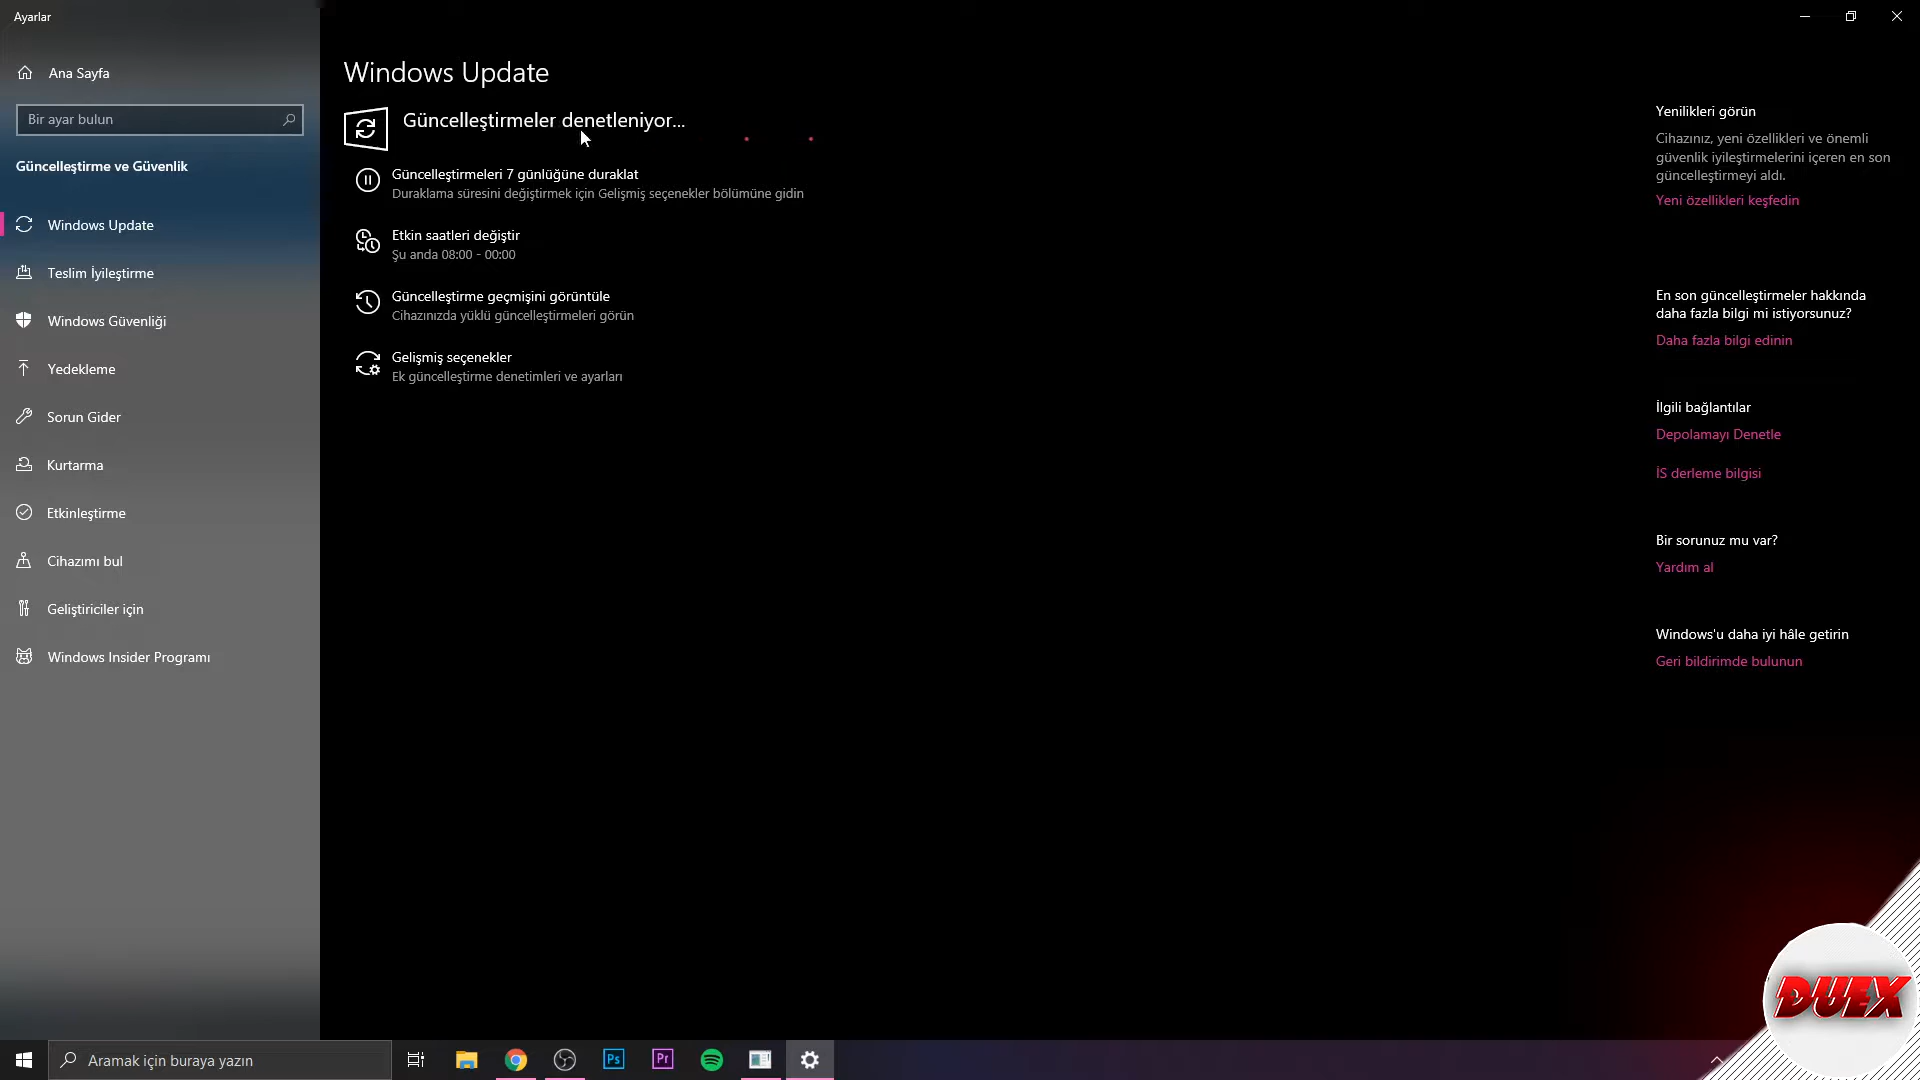 Ayarlar
Ana Sayfa
Bir ayar bulun
Güncelleştirme ve Güvenlik
Windows Update
Teslim İyileştirme
Windows Güvenliği
Yedekleme
Sorun Gider
Kurtarma
Etkinleştirme
Cihazımı bul
Geliştiriciler için
Windows Insider Programı
Windows Update
Güncelleştirmeler denetleniyor...
Güncelleştirmeleri 7 günlüğüne duraklat
Duraklama süresini değiştirmek için Gelişmiş seçenekler bölümüne gidin
Etkin saatleri değiştir
Şu anda 08:00 - 00:00
Güncelleştirme geçmişini görüntüle
Cihazınızda yüklü güncelleştirmeleri görün
Gelişmiş seçenekler
Ek güncelleştirme denetimleri ve ayarları
Yenilikleri görün
Cihazınız, yeni özellikleri ve önemli
güvenlik iyileştirmelerini içeren en son
güncelleştirmeyi aldı.
Yeni özellikleri keşfedin
En son güncelleştirmeler hakkında
daha fazla bilgi mi istiyorsunuz?
Daha fazla bilgi edinin
İlgili bağlantılar
Depolamayı Denetle
İS derleme bilgisi
Bir sorunuz mu var?
Yardım al
Windows'u daha iyi hâle getirin
Geri bildirimde bulunun
DUEX
Aramak için buraya yazın
Ps
Pr